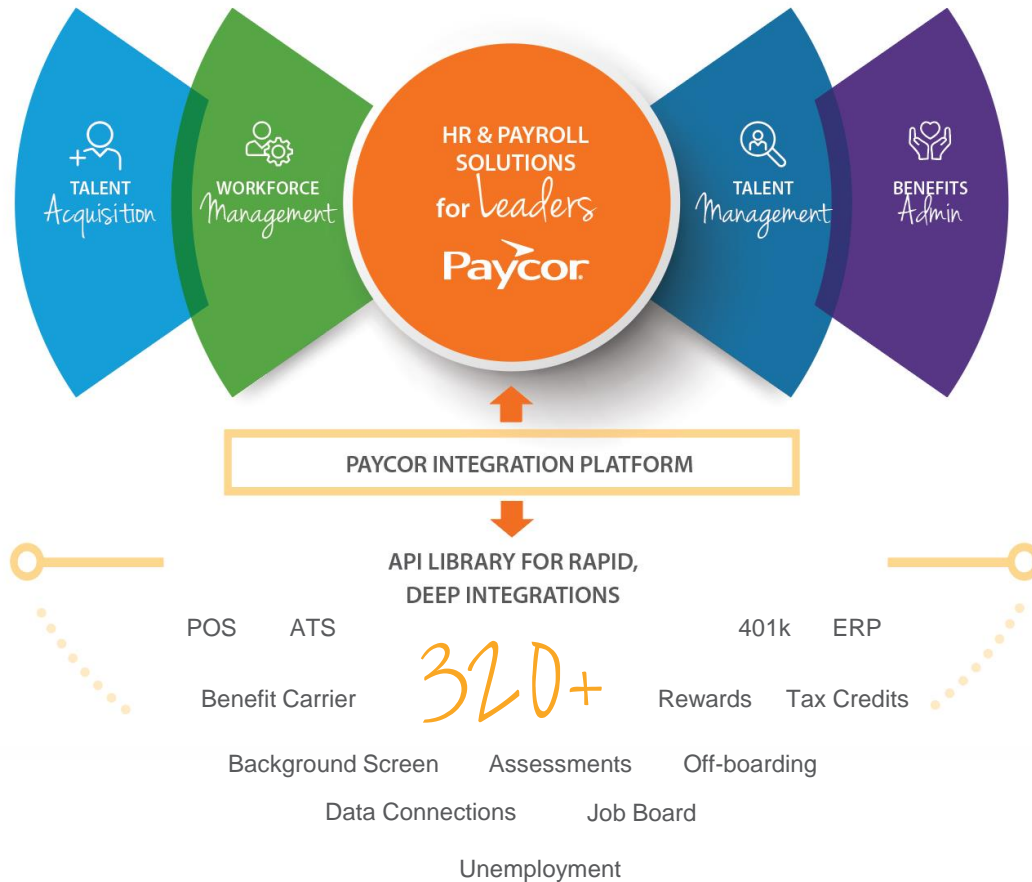 TALENT
Acquisition
WORKFORCE
Management
HR & PAYROLL
SOLUTIONS
for Leaders
Paycor
TALENT
Management
BENEFITS
Admin
PAYCOR INTEGRATION PLATFORM
API LIBRARY FOR RAPID,
DEEP INTEGRATIONS
POS ATS 401k ERP
320+
Benefit Carrier Rewards Tax Credits
Background Screen Assessments Off-boarding
Data Connections Job Board
Unemployment